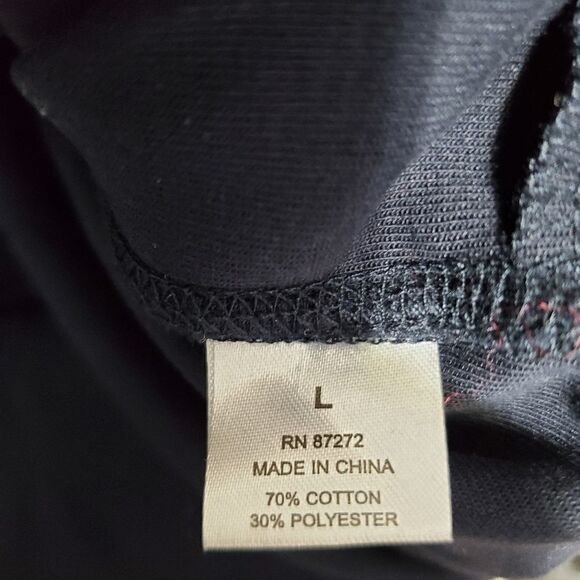 L
RN 87272
MADE IN CHINA
70% COTTON
30% POLYESTER